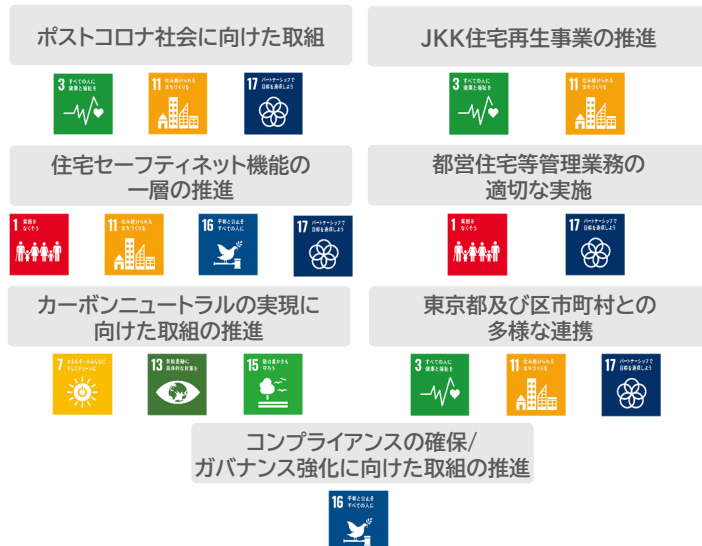 ポストコロナ社会に向けた取組
3 すべての人に
健康と福祉を
11 住み続けられる
まちづくりを
17 パートナーシップで
目標を達成しよう
JKK住宅再生事業の推進
3 すべての人に
健康と福祉を
11 住み続けられる
まちづくりを
住宅セーフティネット機能の
一層の推進
1 貧困を
なくそう
11 住み続けられる
まちづくりを
16 平和と公正を
すべての人に
17 パートナーシップで
目標を達成しよう
都営住宅等管理業務の
適切な実施
1 貧困を
なくそう
17 パートナーシップで
目標を達成しよう
カーボンニュートラルの実現に
向けた取組の推進
7 エネルギーをみんなに
そしてクリーンに
13 気候変動に
具体的な対策を
15 陸の豊かさも
守ろう
東京都及び区市町村との
多様な連携
3 すべての人に
健康と福祉を
11 住み続けられる
まちづくりを
17 パートナーシップで
目標を達成しよう
コンプライアンスの確保/
ガバナンス強化に向けた取組の推進
16 平和と公正を
すべての人に